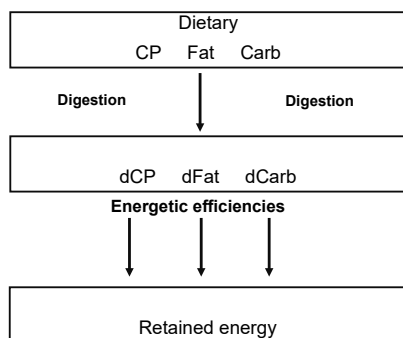 Dietary
CP Fat Carb
Digestion Digestion
dCP dFat dCarb
Energetic efficiencies
Retained energy